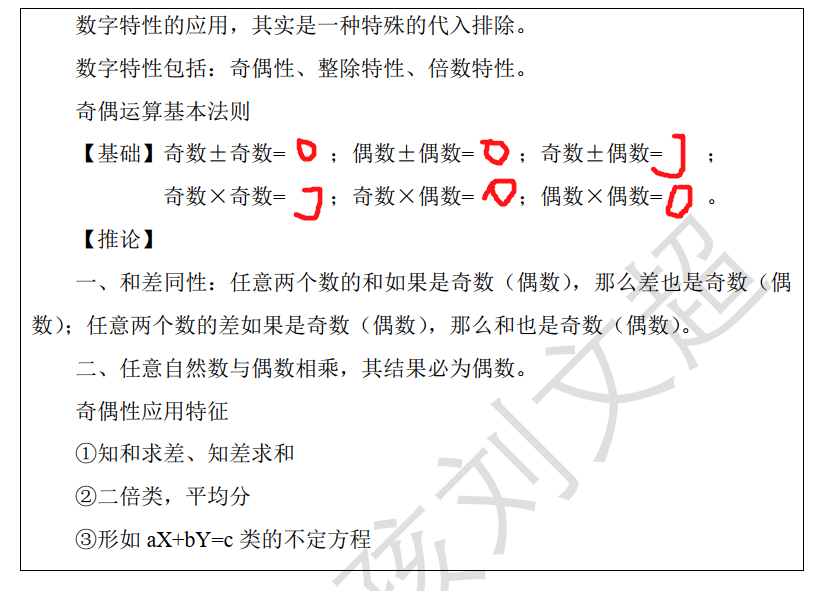 数字特性的应用，其实是一种特殊的代入排除。
数字特性包括：奇偶性、整除特性、倍数特性。
奇偶运算基本法则
【基础】奇数±奇数= 0 ；偶数±偶数= 0 ；奇数±偶数= J ；
奇数×奇数= J ；奇数×偶数= 0 ；偶数×偶数= 0 。
【推论】
一、和差同性：任意两个数的和如果是奇数（偶数），那么差也是奇数（偶
数）；任意两个数的差如果是奇数（偶数），那么和也是奇数（偶数）。
二、任意自然数与偶数相乘，其结果必为偶数。
奇偶性应用特征
①知和求差、知差求和
②二倍类，平均分
③形如 aX+bY=c 类的不定方程
孩刘文超